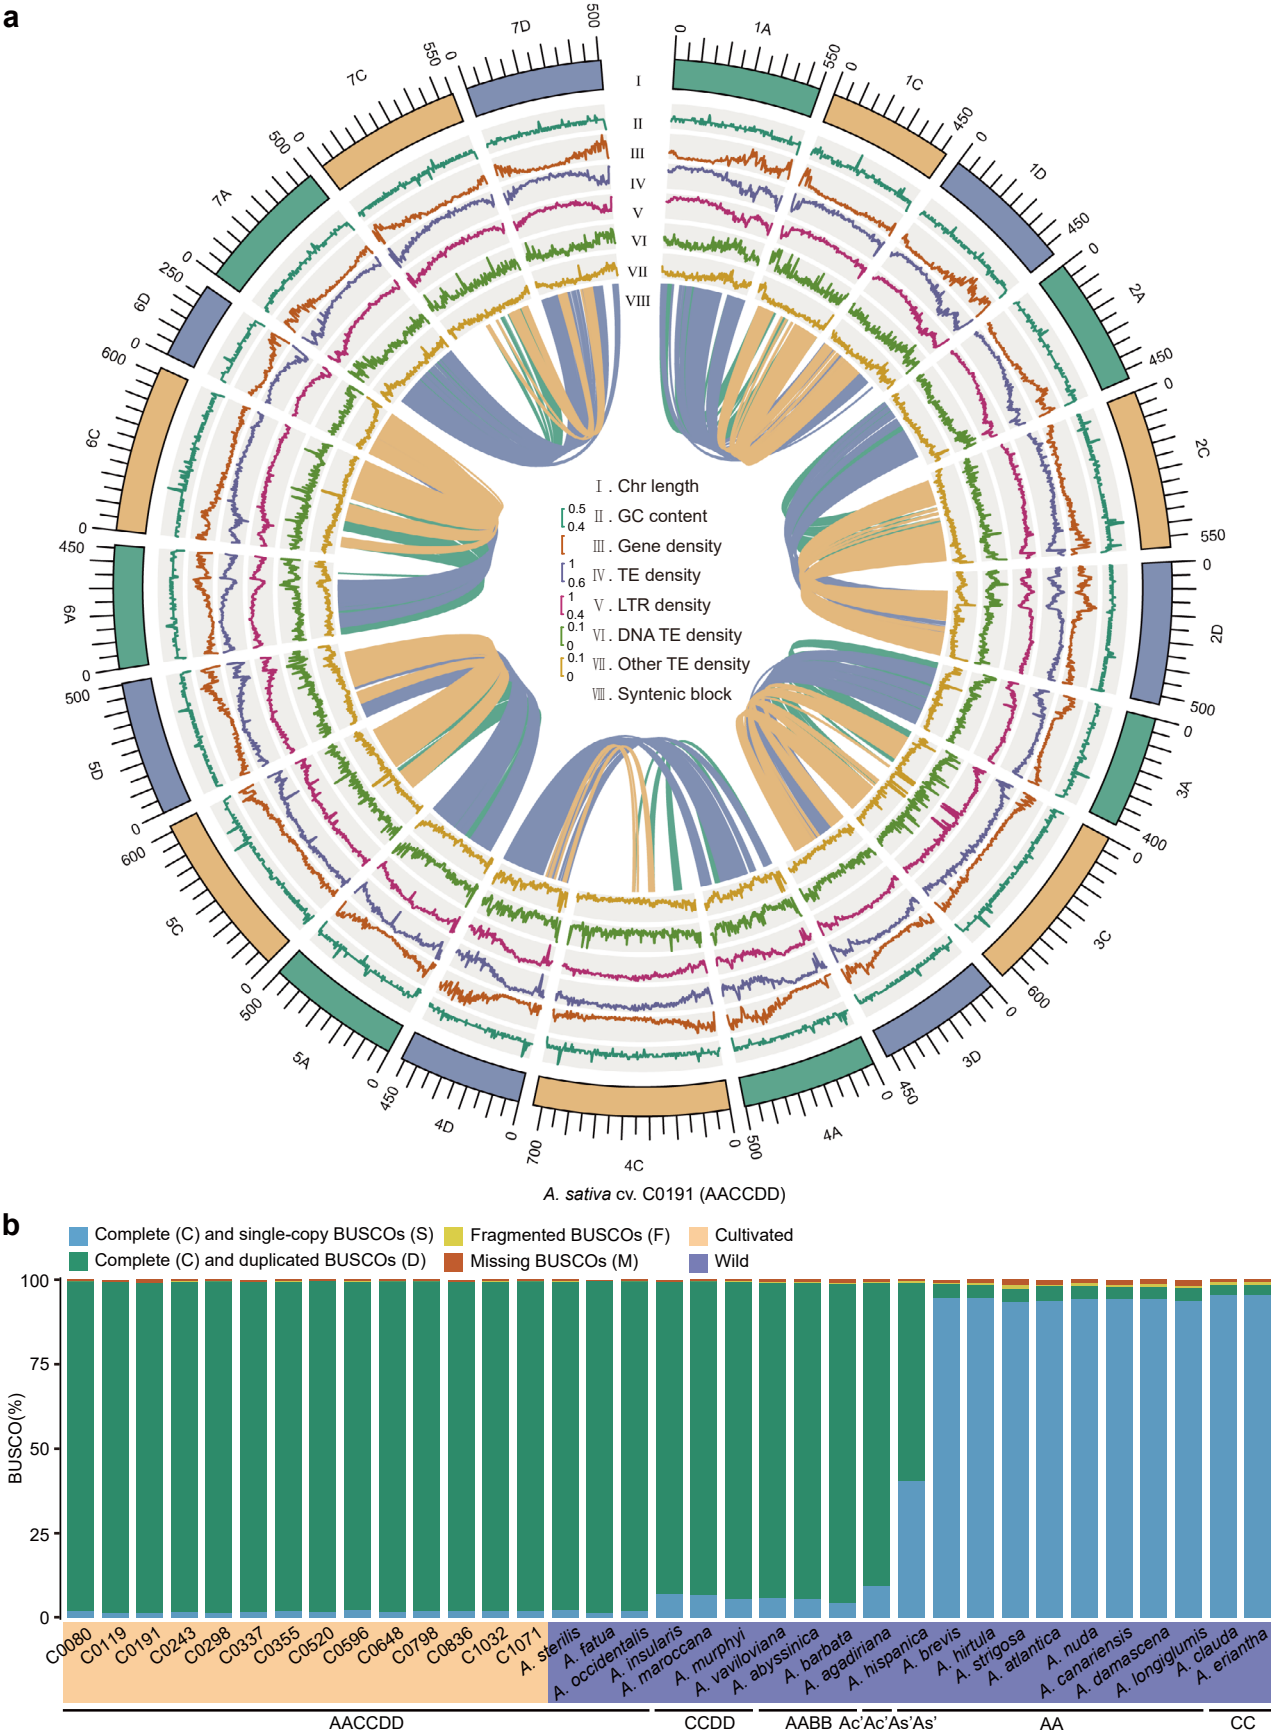 a
7D
500
0
1A
550
0
1C
450
0
1D
450
0
2A
450
0
2C
550
0
2D
500
0
3A
400
0
3C
600
0
3D
450
0
4A
500
0
4C
700
0
4D
450
0
5A
500
0
5C
600
0
5D
500
0
6A
450
0
6C
600
0
6D
250
0
7A
500
0
7C
550
0
I
II
III
IV
V
VI
VII
VIII
I . Chr length
0.5
0.4
II . GC content
III . Gene density
1
0.6
IV . TE density
1
0.4
V . LTR density
0.1
0
VI . DNA TE density
0.1
0
VII . Other TE density
VIII . Syntenic block
A. sativa cv. C0191 (AACCDD)
b
Complete (C) and single-copy BUSCOs (S)
Fragmented BUSCOs (F)
Cultivated
Complete (C) and duplicated BUSCOs (D)
Missing BUSCOs (M)
Wild
BUSCO(%)
100
75
50
25
0
C0080
C0119
C0191
C0243
C0298
C0337
C0355
C0520
C0596
C0648
C0798
C0836
C1032
C1071
A. sterilis
A. fatua
A. occidentalis
A. insularis
A. marocana
A. murphyi
A. vaviloviana
A. abyssinica
A. barbata
A. agadiriana
A. hispanica
A. brevis
A. hirtula
A. strigosa
A. atlantica
A. nuda
A. canariensis
A. damascena
A. longiglumis
A. clauda
A. eriantha
AACCDD
CCDD
AABB
Ac'Ac'As'As'
AA
CC